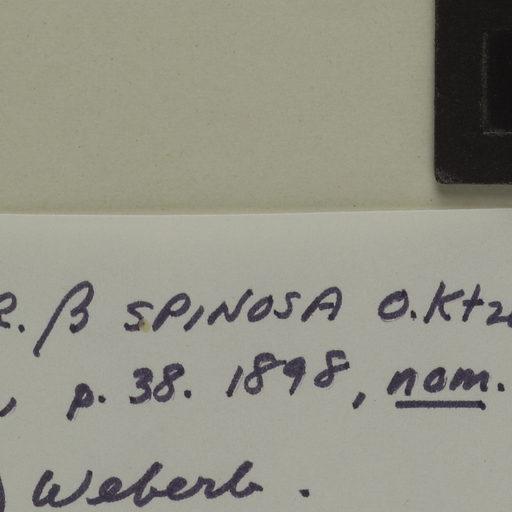 β SPINOSA O.Ktze
, p. 38. 1898, nom.
) Weberb.